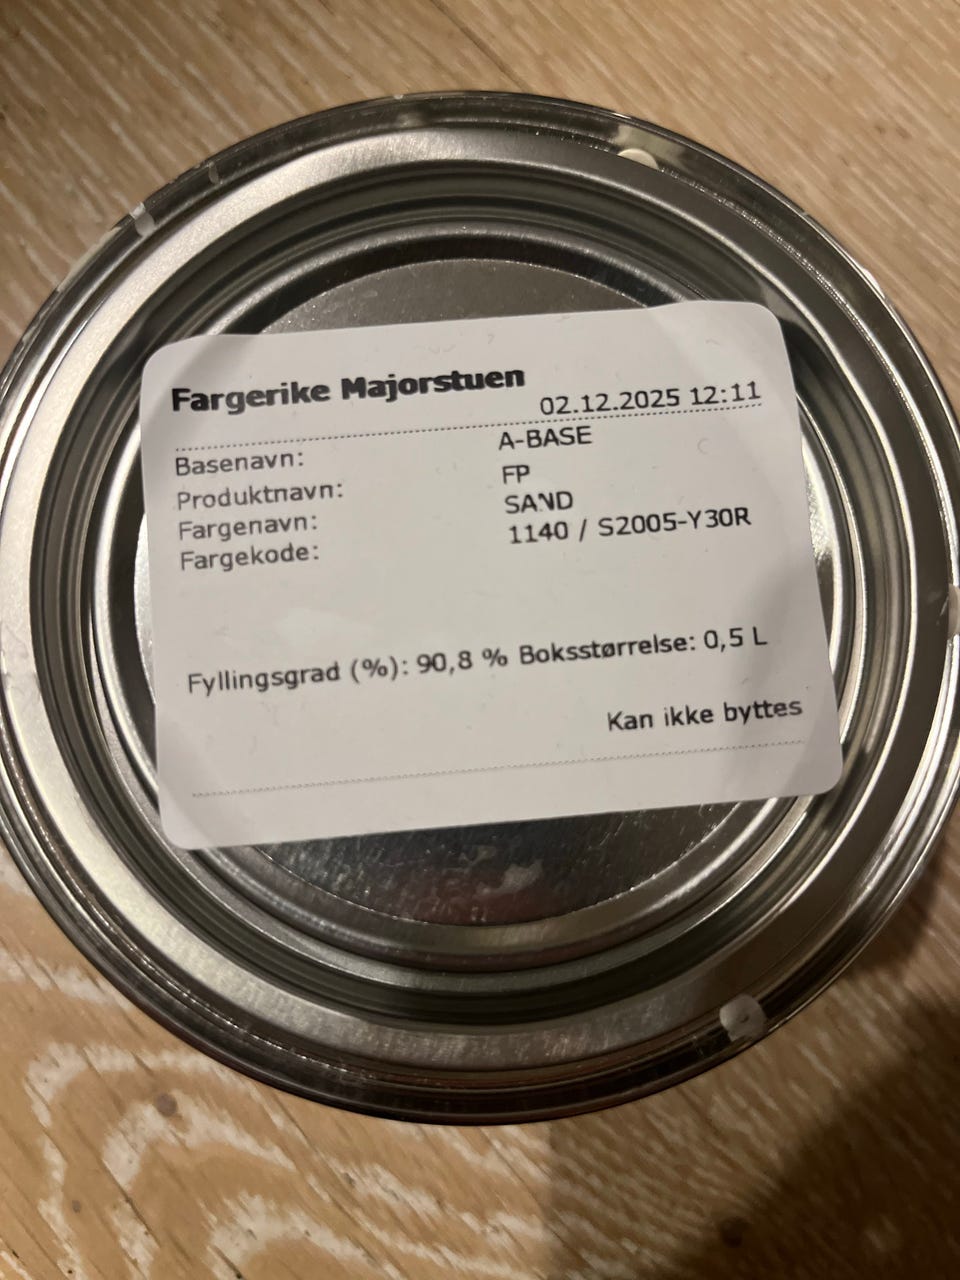 Fargerike Majorstuen
02.12.2025 12:11
Basenavn: A-BASE
Produktnavn: FP
Fargenavn: SAND
Fargekode: 1140 / S2005-Y30R
Fyllingsgrad (%): 90,8 % Boksstørrelse: 0,5 L
Kan ikke byttes